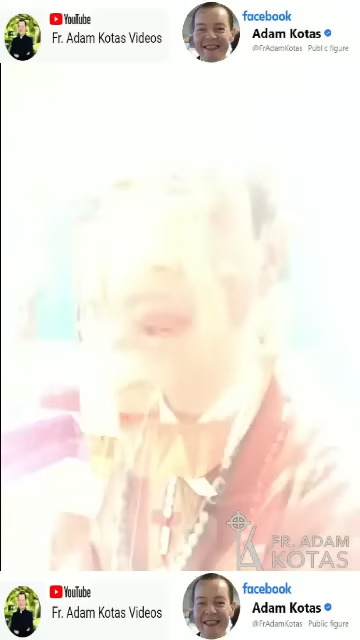 YouTube
Fr. Adam Kotas Videos
facebook
Adam Kotas
@FrAdamKotas · Public figure
FR. ADAM
KOTAS
YouTube
Fr. Adam Kotas Videos
facebook
Adam Kotas
@FrAdamKotas · Public figure